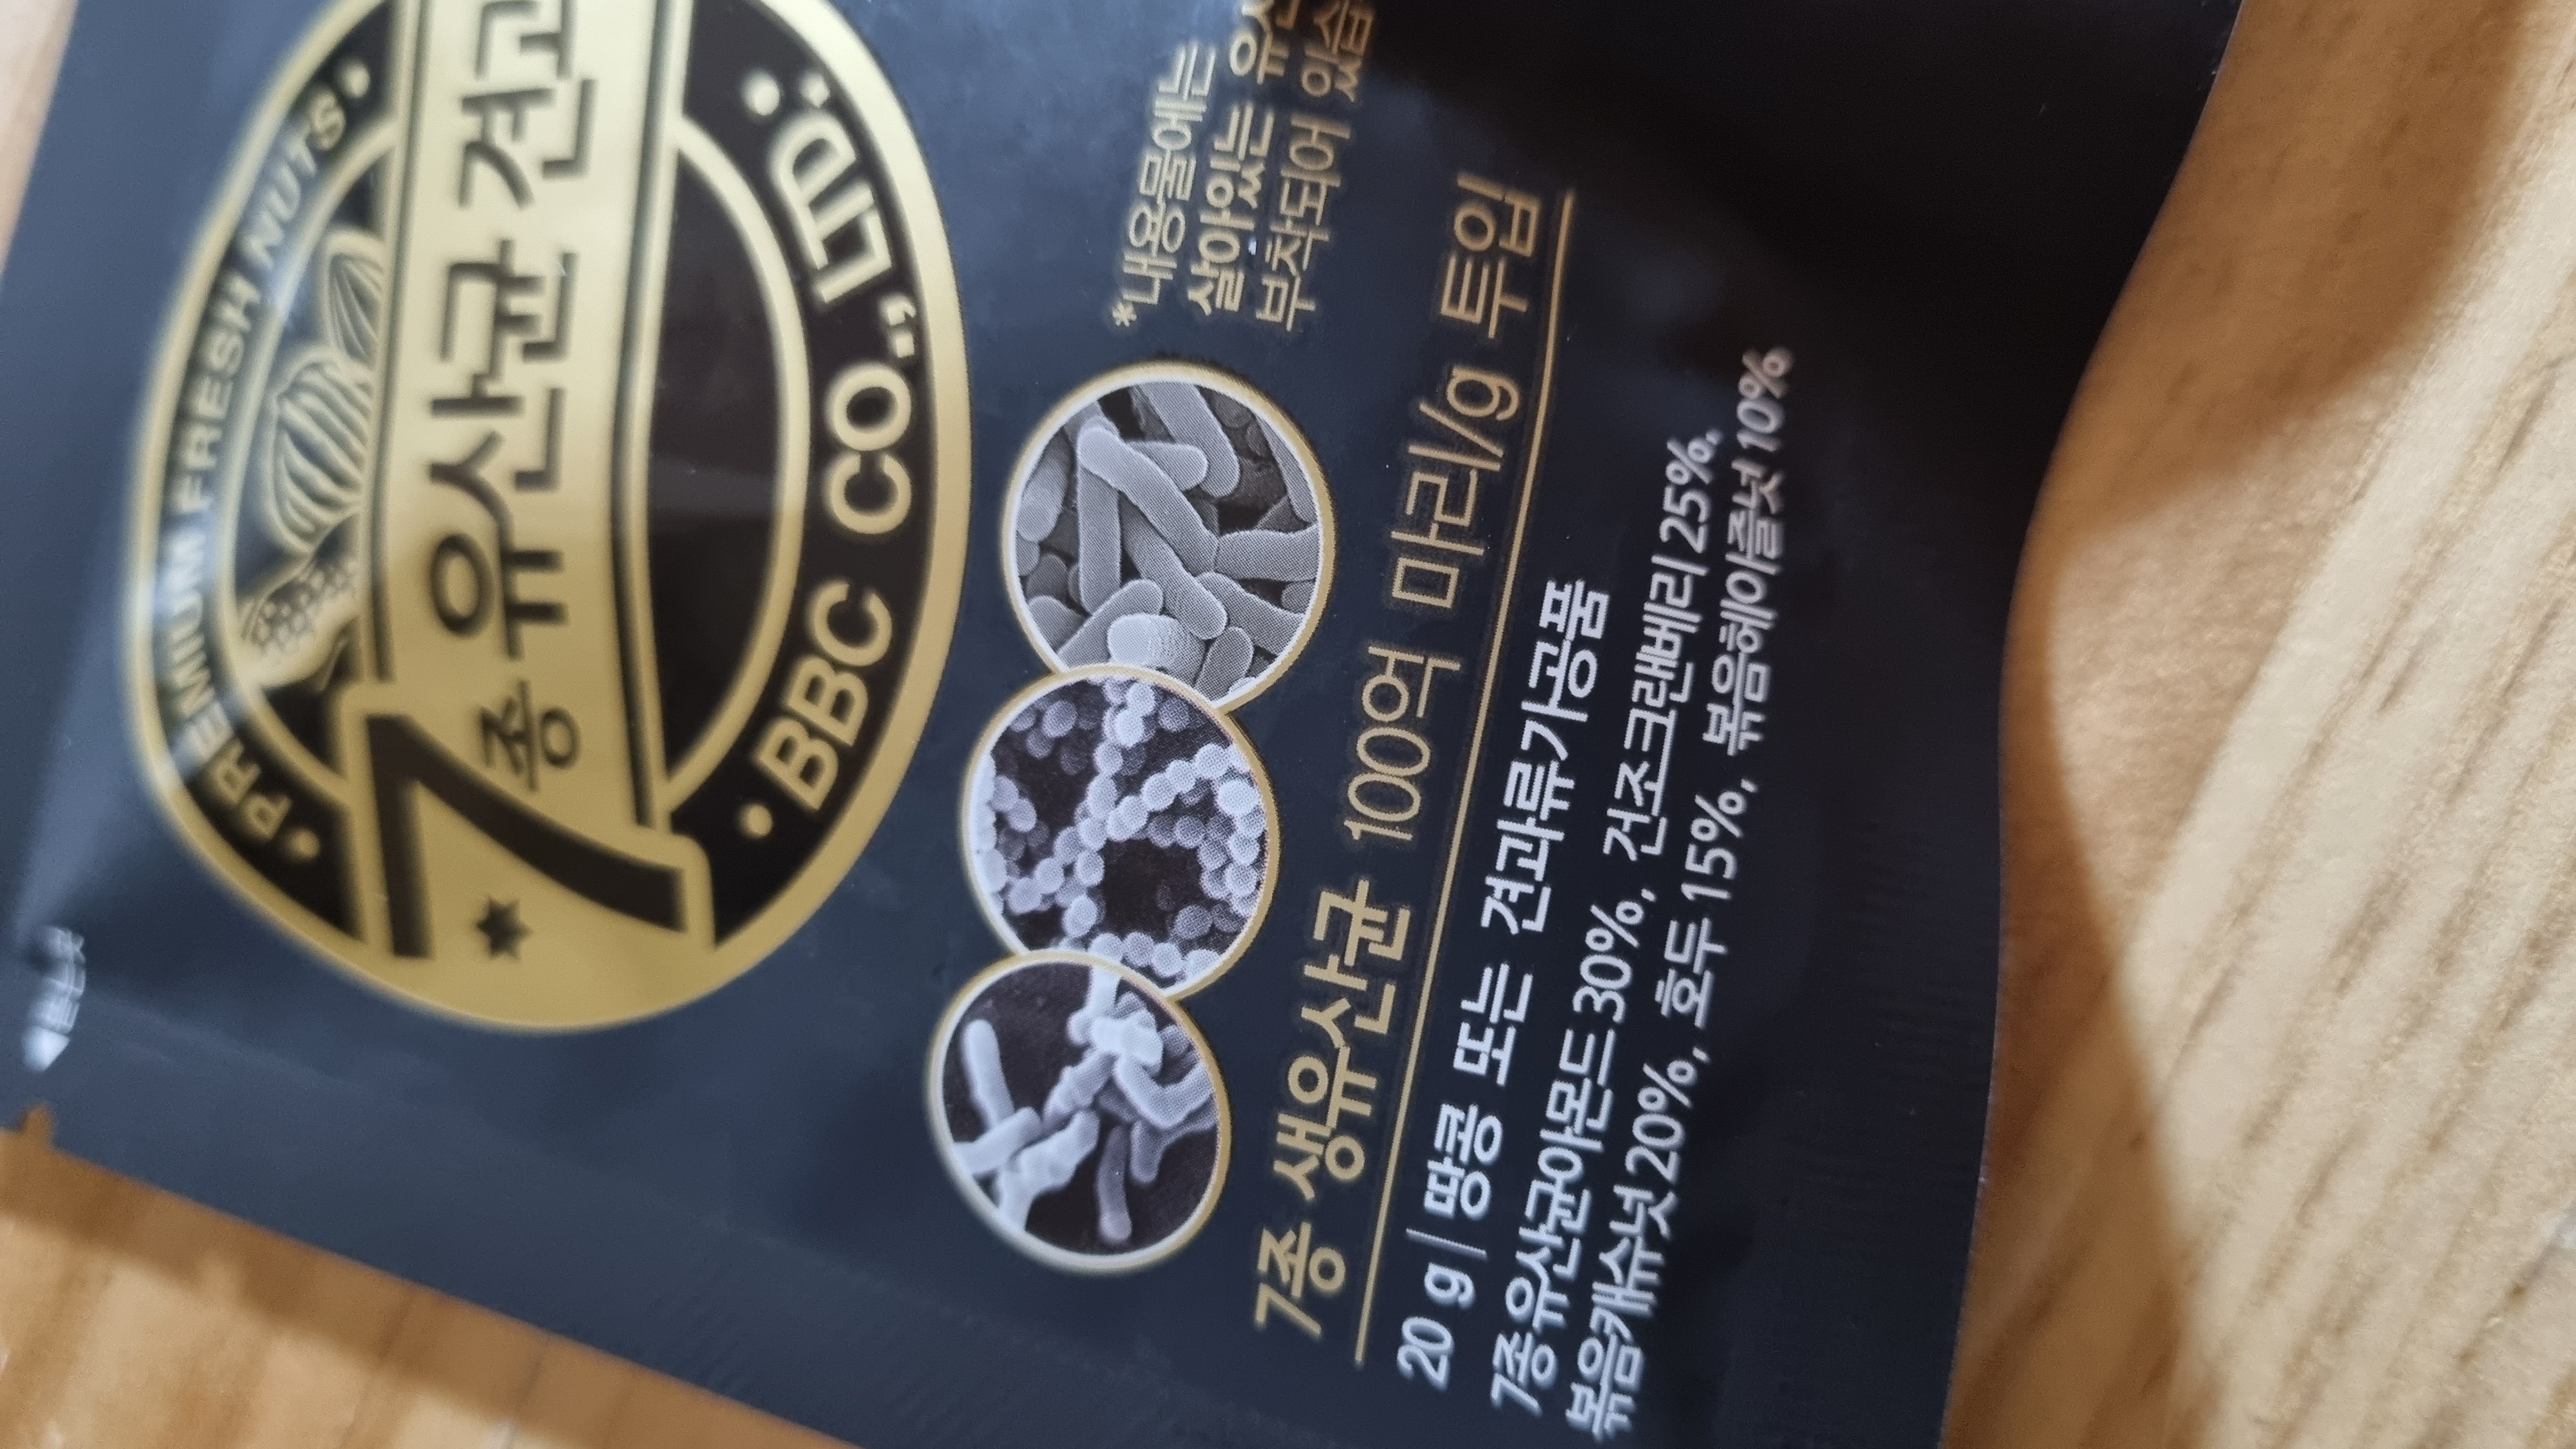 PREMIUM FRESH NUTS
7종 유산균 견과
BBC CO., LTD.
*내용물에는
살아있는
부착되어
7종 생유산균 100억 마리/g 투입
20 g | 땅콩 또는 견과류가공품
7종유산균아몬드 30%, 건조크랜베리 25%,
볶음캐슈넛 20%, 호두 15%, 볶음헤이즐넛 10%